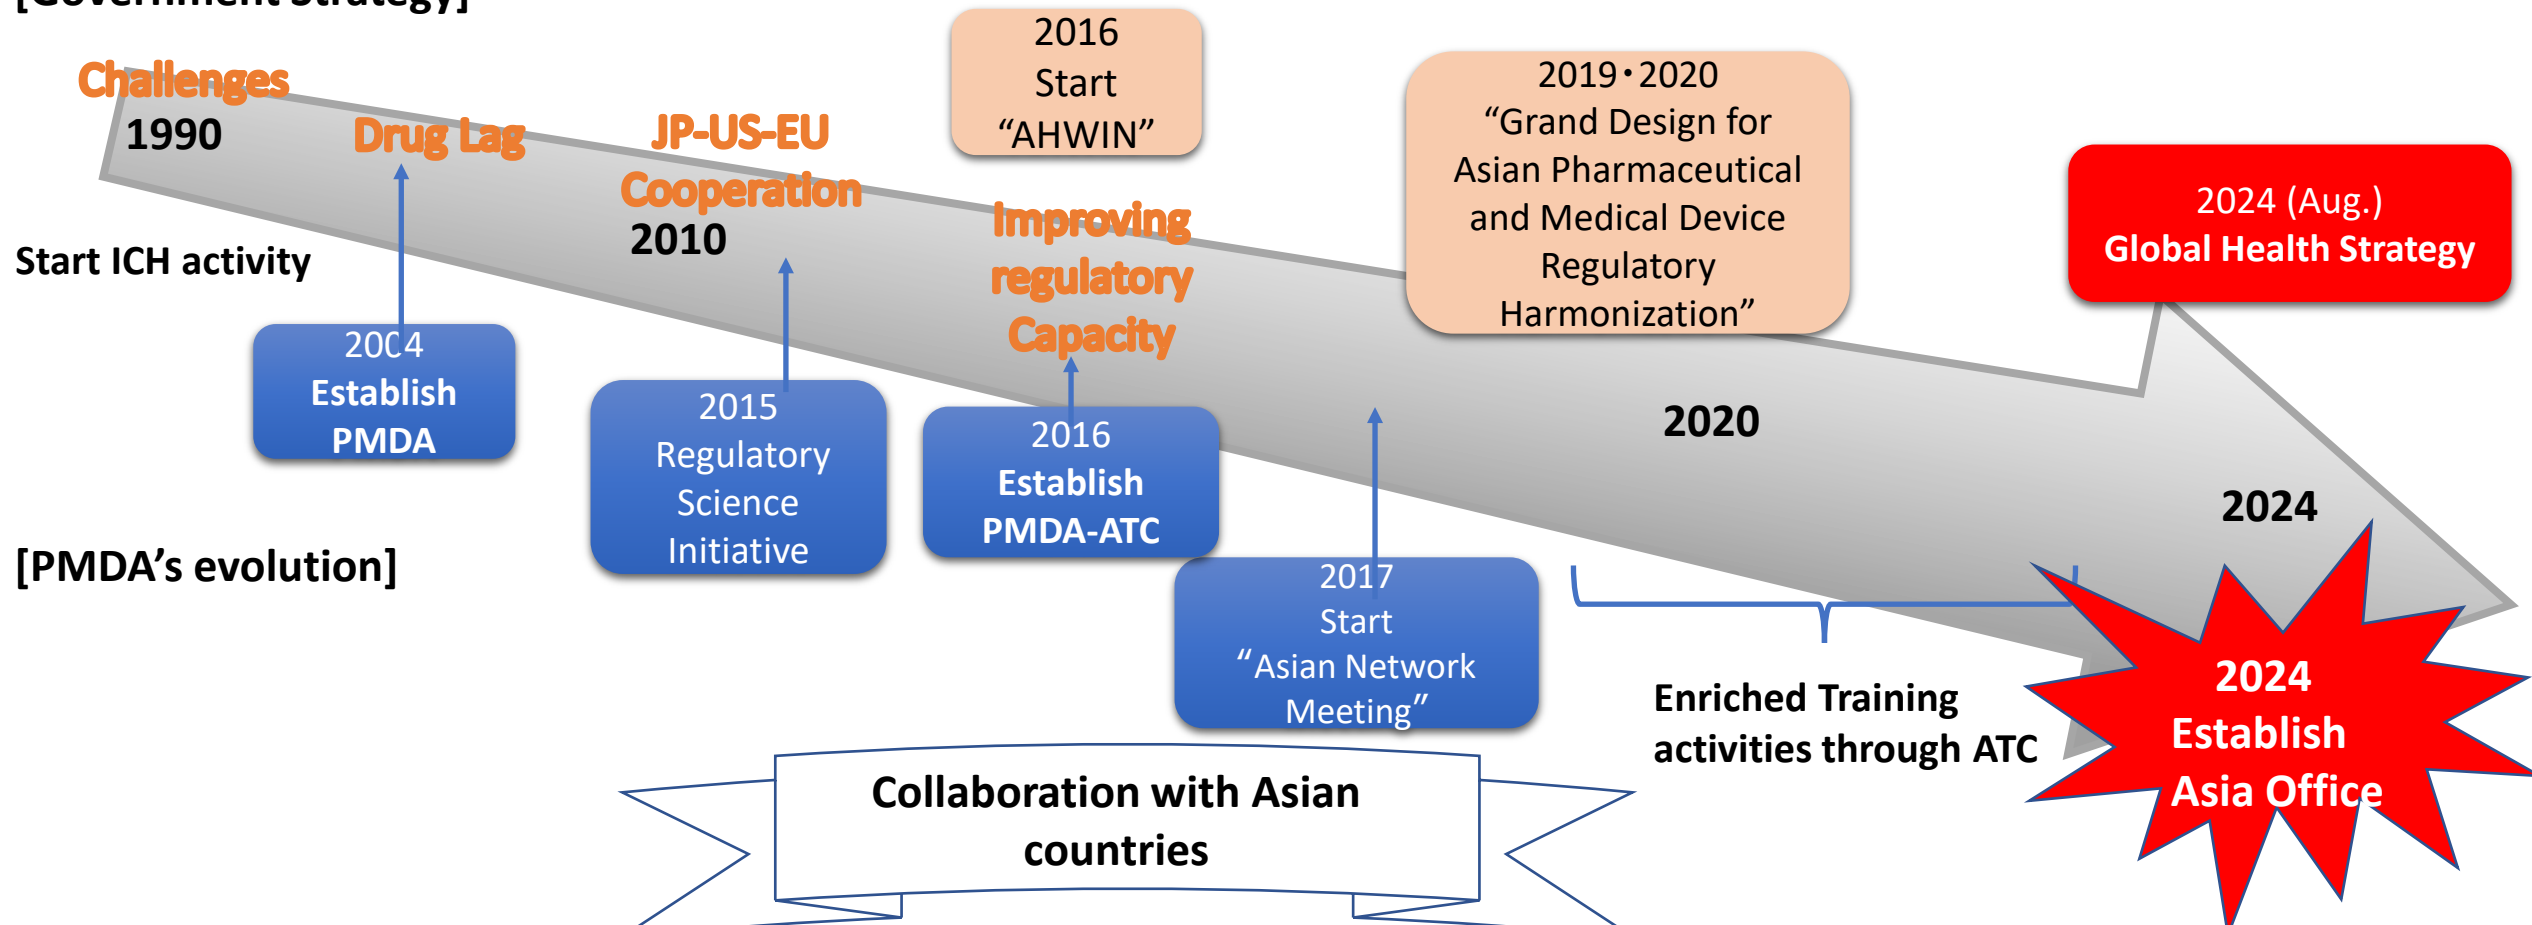 [Government Strategy]
Challenges
1990
Drug Lag
JP-US-EU
Cooperation
2010
2016
Start
“AHWIN”
Improving
regulatory
Capacity
2019・2020
“Grand Design for
Asian Pharmaceutical
and Medical Device
Regulatory
Harmonization”
2024 (Aug.)
Global Health Strategy
Start ICH activity
2004
Establish
PMDA
2015
Regulatory
Science
Initiative
2016
Establish
PMDA-ATC
2020
2024
[PMDA’s evolution]
2017
Start
“Asian Network
Meeting”
Enriched Training
activities through ATC
2024
Establish
Asia Office
Collaboration with Asian
countries